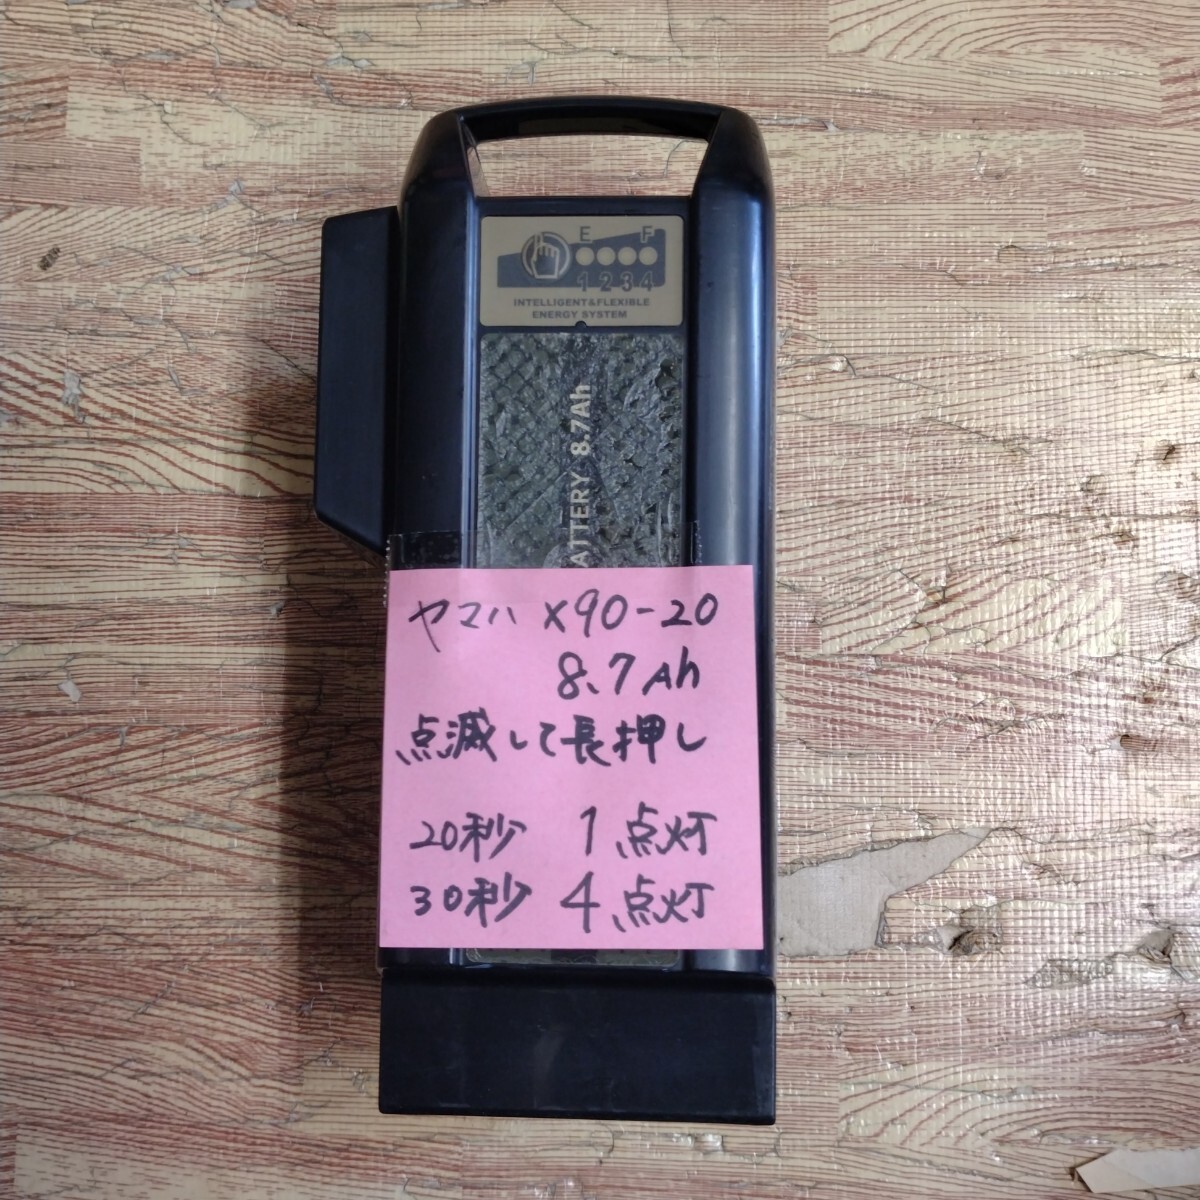 E F
1 2 3 4
INTELLIGENT&FLEXIBLE
ENERGY SYSTEM
ATTERY 8.7Ah
ヤマハ X90-20
8.7Ah
点滅して長押し
20秒 1点灯
30秒 4点灯